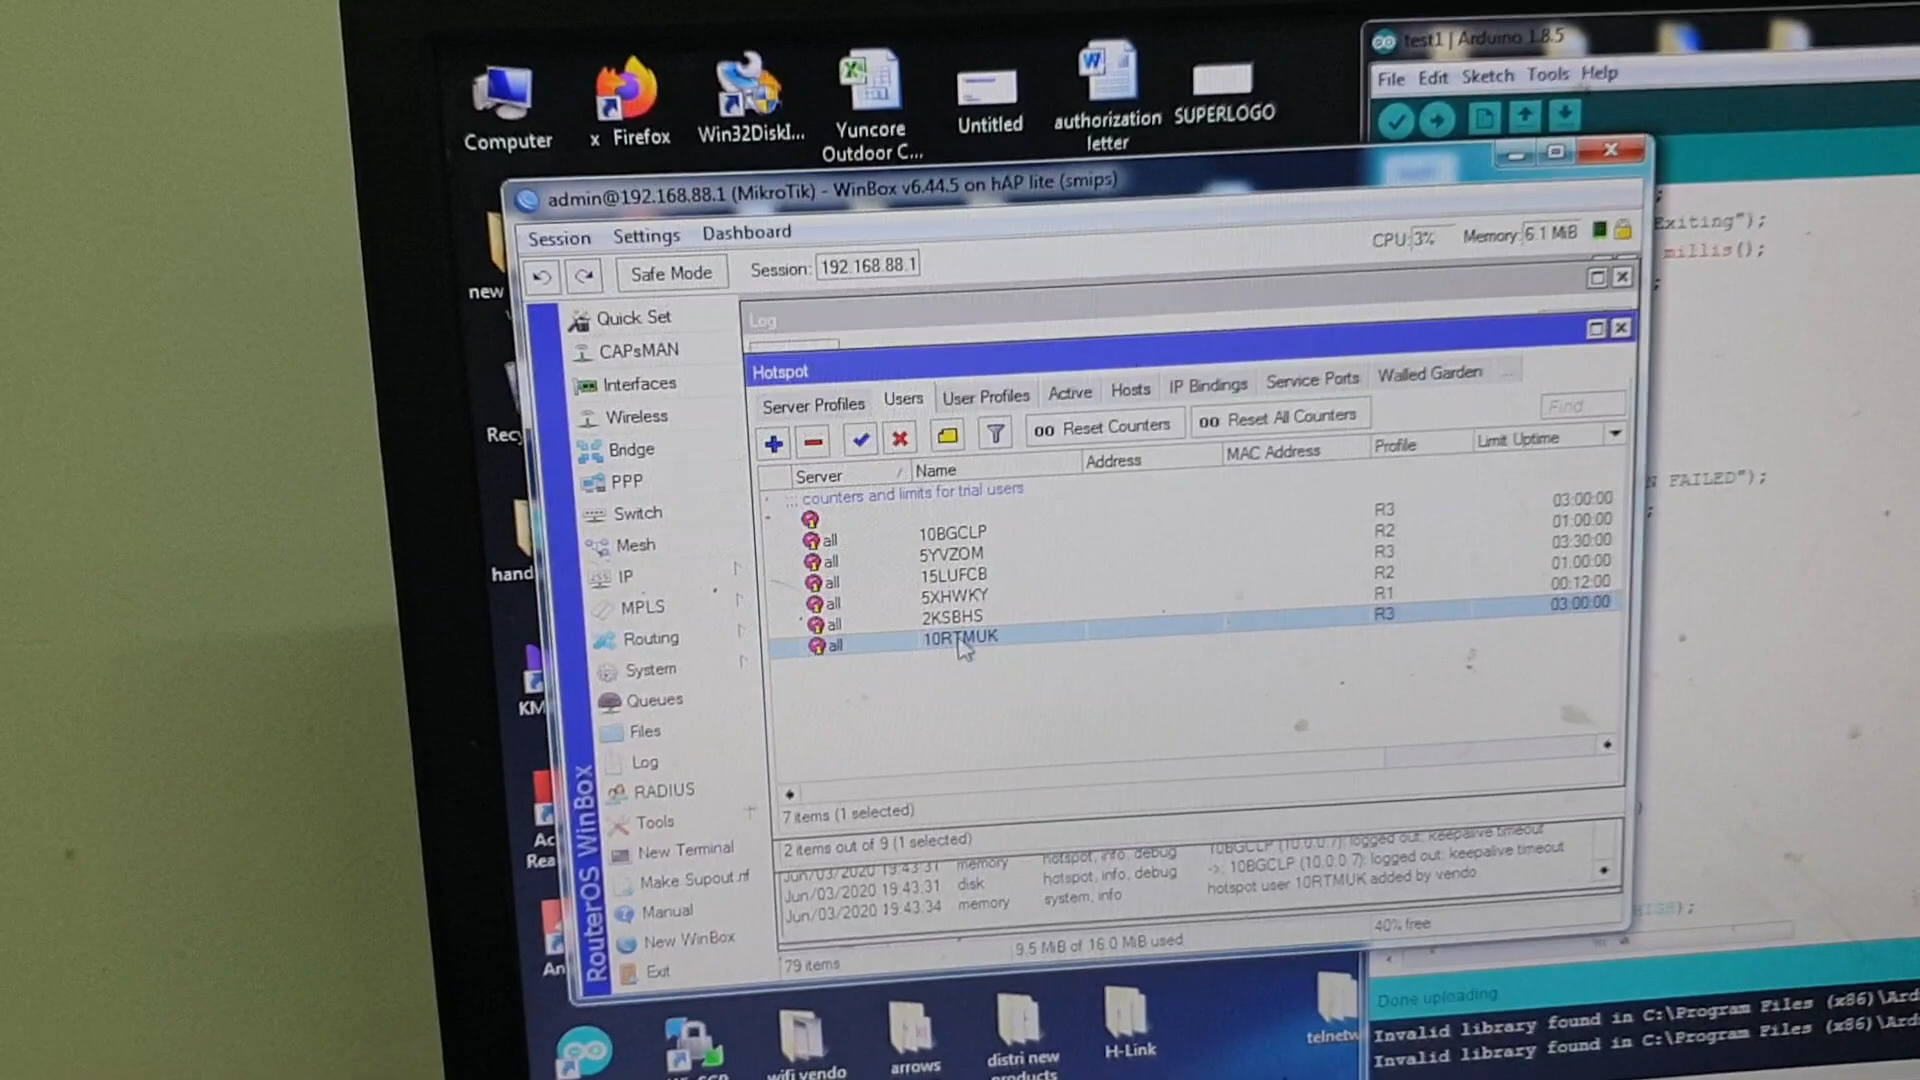 Computer
x Firefox
Win32DiskI...
Yuncore
Outdoor C...
Untitled
authorization
letter
SUPERLOGO
test1 | Arduino 1.8.5
File Edit Sketch Tools Help
admin@192.168.88.1 (MikroTik) - WinBox v6.44.5 on hAP lite (smips)
Session Settings Dashboard
CPU: 3% Memory: 6.1 MiB
Safe Mode
Session: 192.168.88.1
Exiting");
millis();
;
FAILED");
;
HIGH);
new
Recy
hand
KM
Ac
Rea
An
RouterOS WinBox
Quick Set
CAPsMAN
Interfaces
Wireless
Bridge
PPP
Switch
Mesh
IP
MPLS
Routing
System
Queues
Files
Log
RADIUS
Tools
New Terminal
Make Supout.rif
Manual
New WinBox
Exit
Log
Hotspot
Server Profiles Users User Profiles Active Hosts IP Bindings Service Ports Walled Garden ...
00 Reset Counters 00 Reset All Counters Find
Server / Name Address MAC Address Profile Limit Uptime
::: counters and limits for trial users
R3 03:00:00
all 10BGCLP R2 01:00:00
all 5YVZOM R3 03:30:00
all 15LUFCB R2 01:00:00
all 5XHWKY R1 00:12:00
all 2KSBHS R3 03:00:00
all 10RTMUK
7 items (1 selected)
2 items out of 9 (1 selected)
Jun/03/2020 19:43:31 memory hotspot, info, debug 10BGCLP (10.0.0.7): logged out: keepalive timeout
Jun/03/2020 19:43:31 disk hotspot, info, debug ->: 10BGCLP (10.0.0.7): logged out: keepalive timeout
Jun/03/2020 19:43:34 memory system, info hotspot user 10RTMUK added by vendo
79 items
9.5 MiB of 16.0 MiB used
40% free
Done uploading
Invalid library found in C:\Program Files (x86)\Ard
Invalid library found in C:\Program Files (x86)\Ard
wifi vendo
arrows
distri new
products
H-Link
telnetw